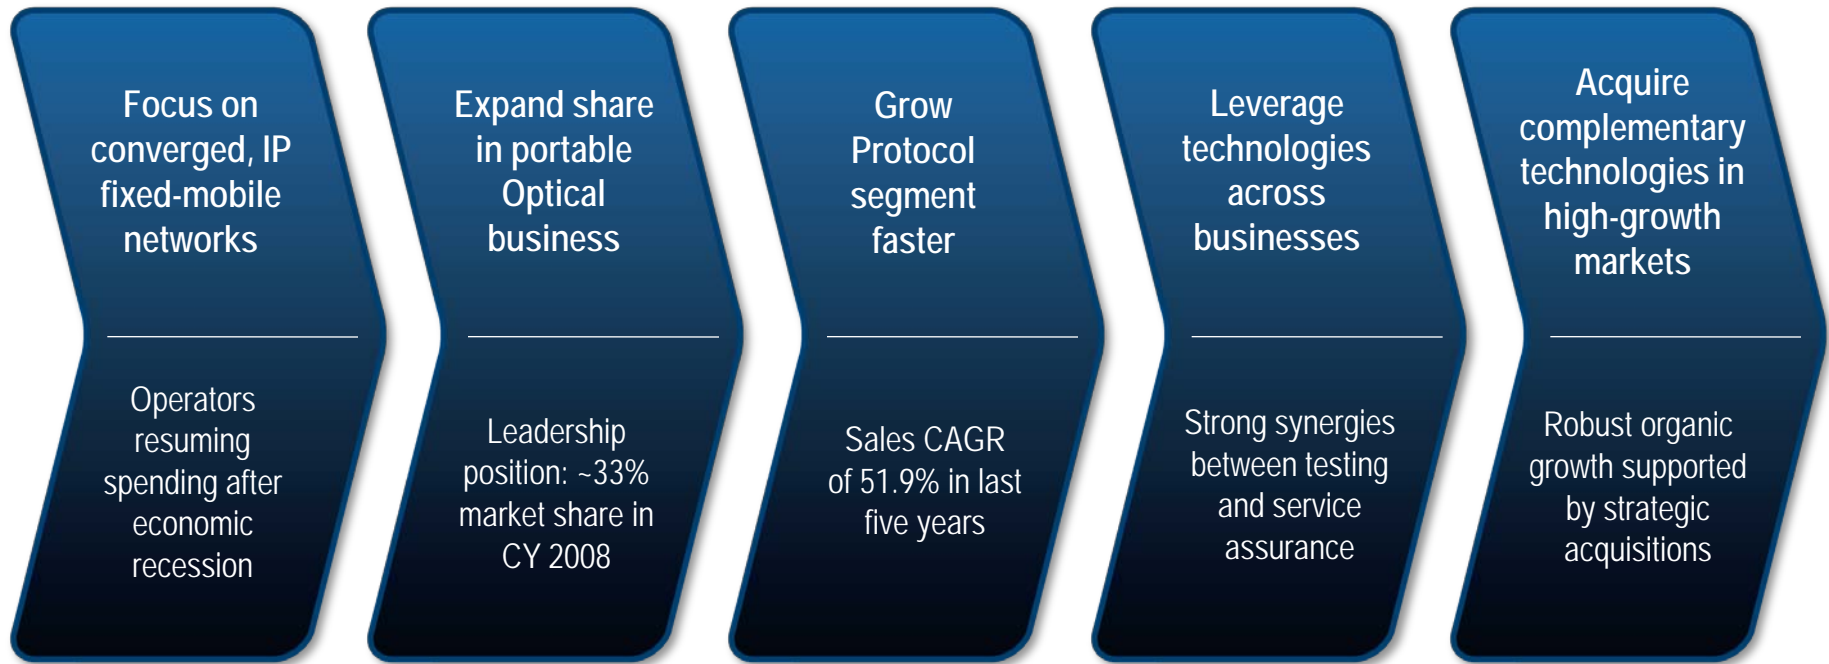 Focus on
converged, IP
fixed-mobile
networks
Operators
resuming
spending after
economic
recession
Expand share
in portable
Optical
business
Leadership
position: ~33%
market share in
CY 2008
Grow
Protocol
segment
faster
Sales CAGR
of 51.9% in last
five years
Leverage
technologies
across
businesses
Strong synergies
between testing
and service
assurance
Acquire
complementary
technologies in
high-growth
markets
Robust organic
growth supported
by strategic
acquisitions